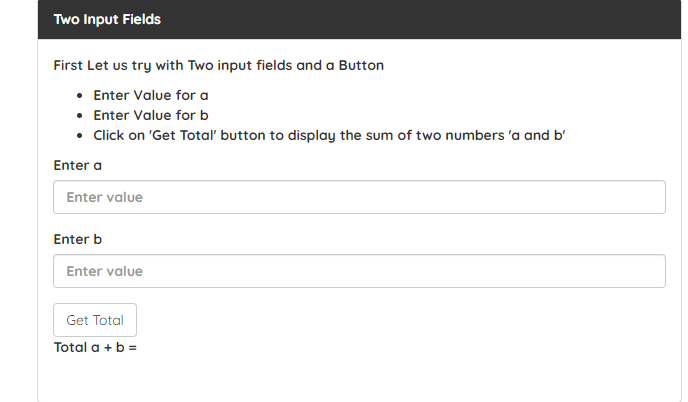 Two Input Fields
First Let us try with Two input fields and a Button
• Enter Value for a
• Enter Value for b
• Click on 'Get Total' button to display the sum of two numbers 'a and b'
Enter a
Enter value
Enter b
Enter value
Get Total
Total a + b =